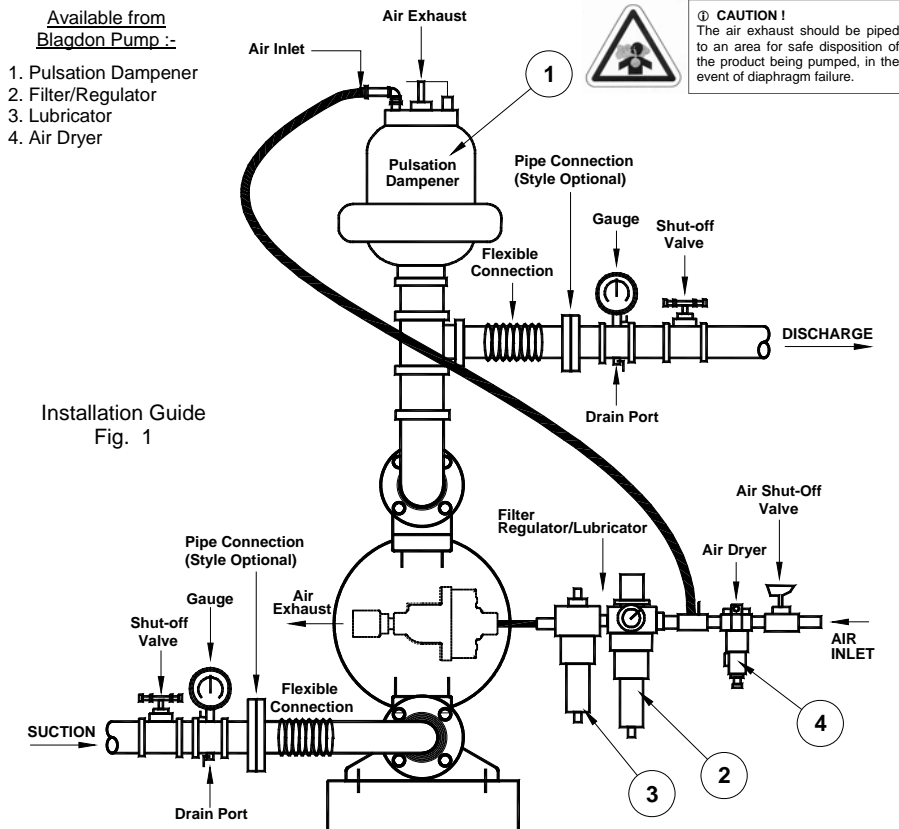 Available from
Blagdon Pump :-
1. Pulsation Dampener
2. Filter/Regulator
3. Lubricator
4. Air Dryer
Air Exhaust
Air Inlet
1
ⓘ CAUTION !
The air exhaust should be piped
to an area for safe disposition of
the product being pumped, in the
event of diaphragm failure.
Pulsation
Dampener
Pipe Connection
(Style Optional)
Gauge
Shut-off
Valve
Flexible
Connection
DISCHARGE
Drain Port
Installation Guide
Fig. 1
Filter
Regulator/Lubricator
Air Shut-Off
Valve
Air Dryer
AIR
INLET
Pipe Connection
(Style Optional)
Air
Exhaust
Gauge
Shut-off
Valve
Flexible
Connection
SUCTION
Drain Port
3
2
4